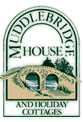 MUDDLEBRIDGE
HOUSE
AND HOLIDAY
COTTAGES